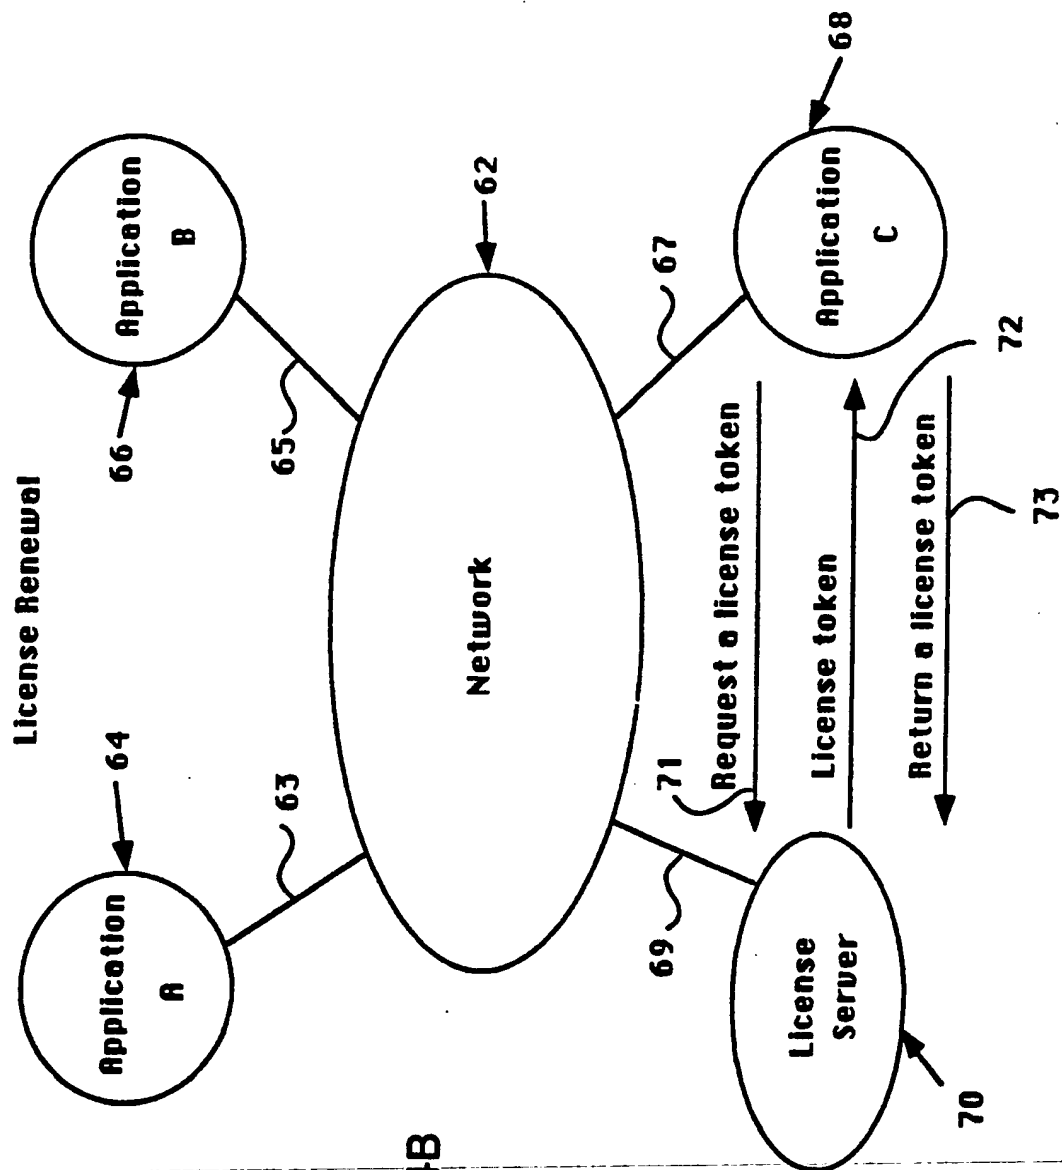 License Renewal
64
Application
A
63
66
Application
B
65
Network
62
69
67
71
Request a license token
License token
Return a license token
72
73
License
Server
70
Application
C
68